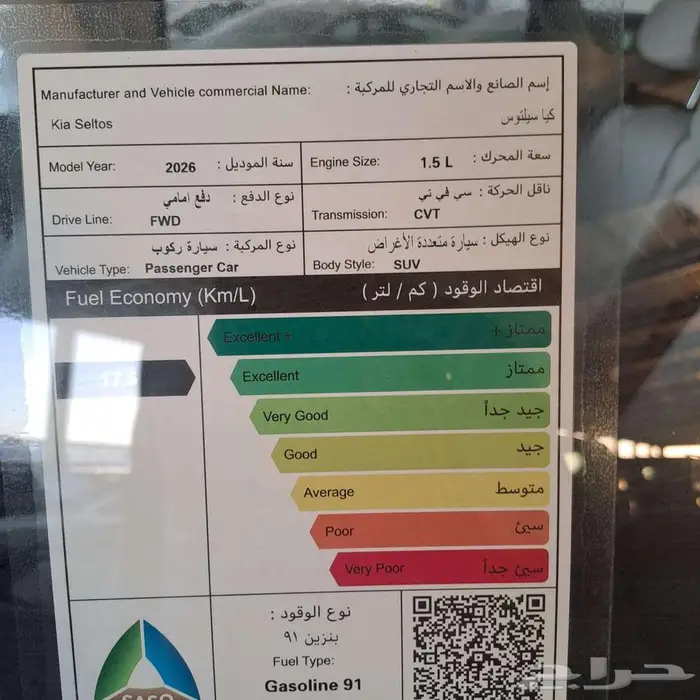 إسم الصانع والاسم التجاري للمركبة :
Manufacturer and Vehicle commercial Name:
كيا سيلتوس
Kia Seltos
Model Year: 2026 سنة الموديل :
Engine Size: 1.5 L سعة المحرك :
نوع الدفع : دفع امامي
Drive Line: FWD
ناقل الحركة : سي في تي
Transmission: CVT
نوع المركبة : سيارة ركوب
Vehicle Type: Passenger Car
نوع الهيكل : سيارة متعددة الأغراض
Body Style: SUV
Fuel Economy (Km/L) اقتصاد الوقود ( كم / لتر )
Excellent + ممتاز +
Excellent ممتاز
Very Good جيد جداً
Good جيد
Average متوسط
Poor سيئ
Very Poor سيئ جداً
نوع الوقود :
بنزين ٩١
Fuel Type:
Gasoline 91
SASO
حراج